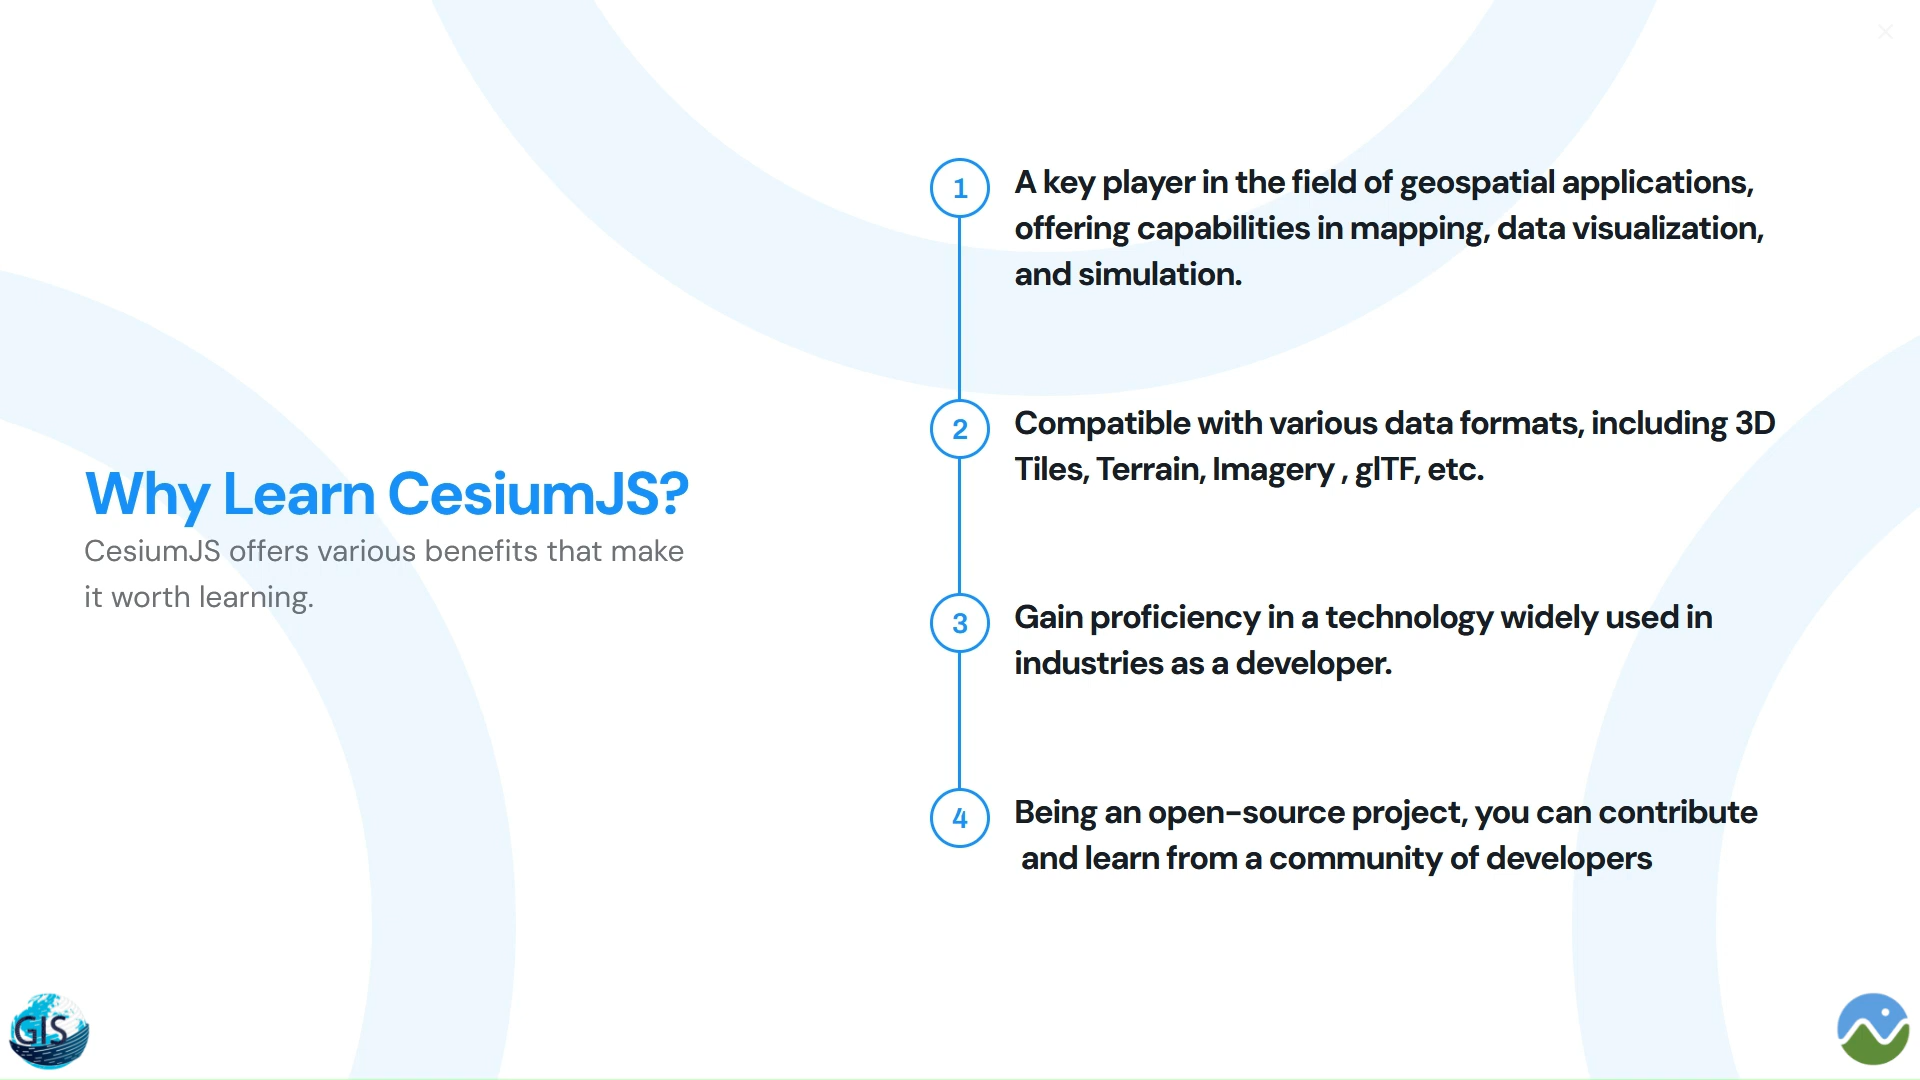 Why Learn CesiumJS?
CesiumJS offers various benefits that make
it worth learning.
1
A key player in the field of geospatial applications,
offering capabilities in mapping, data visualization,
and simulation.
2
Compatible with various data formats, including 3D
Tiles, Terrain, Imagery , glTF, etc.
3
Gain proficiency in a technology widely used in
industries as a developer.
4
Being an open-source project, you can contribute
and learn from a community of developers
GIS